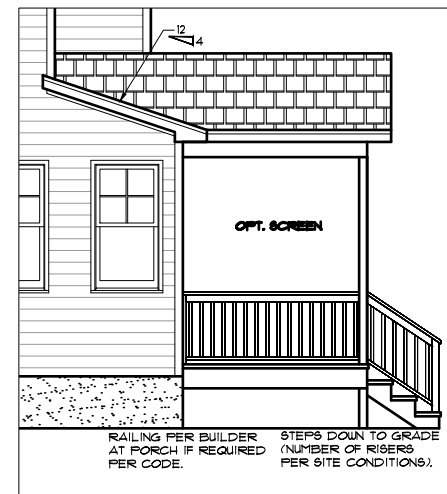 12
4
OPT. SCREEN
RAILING PER BUILDER
AT PORCH IF REQUIRED
PER CODE.
STEPS DOWN TO GRADE
(NUMBER OF RISERS
PER SITE CONDITIONS).